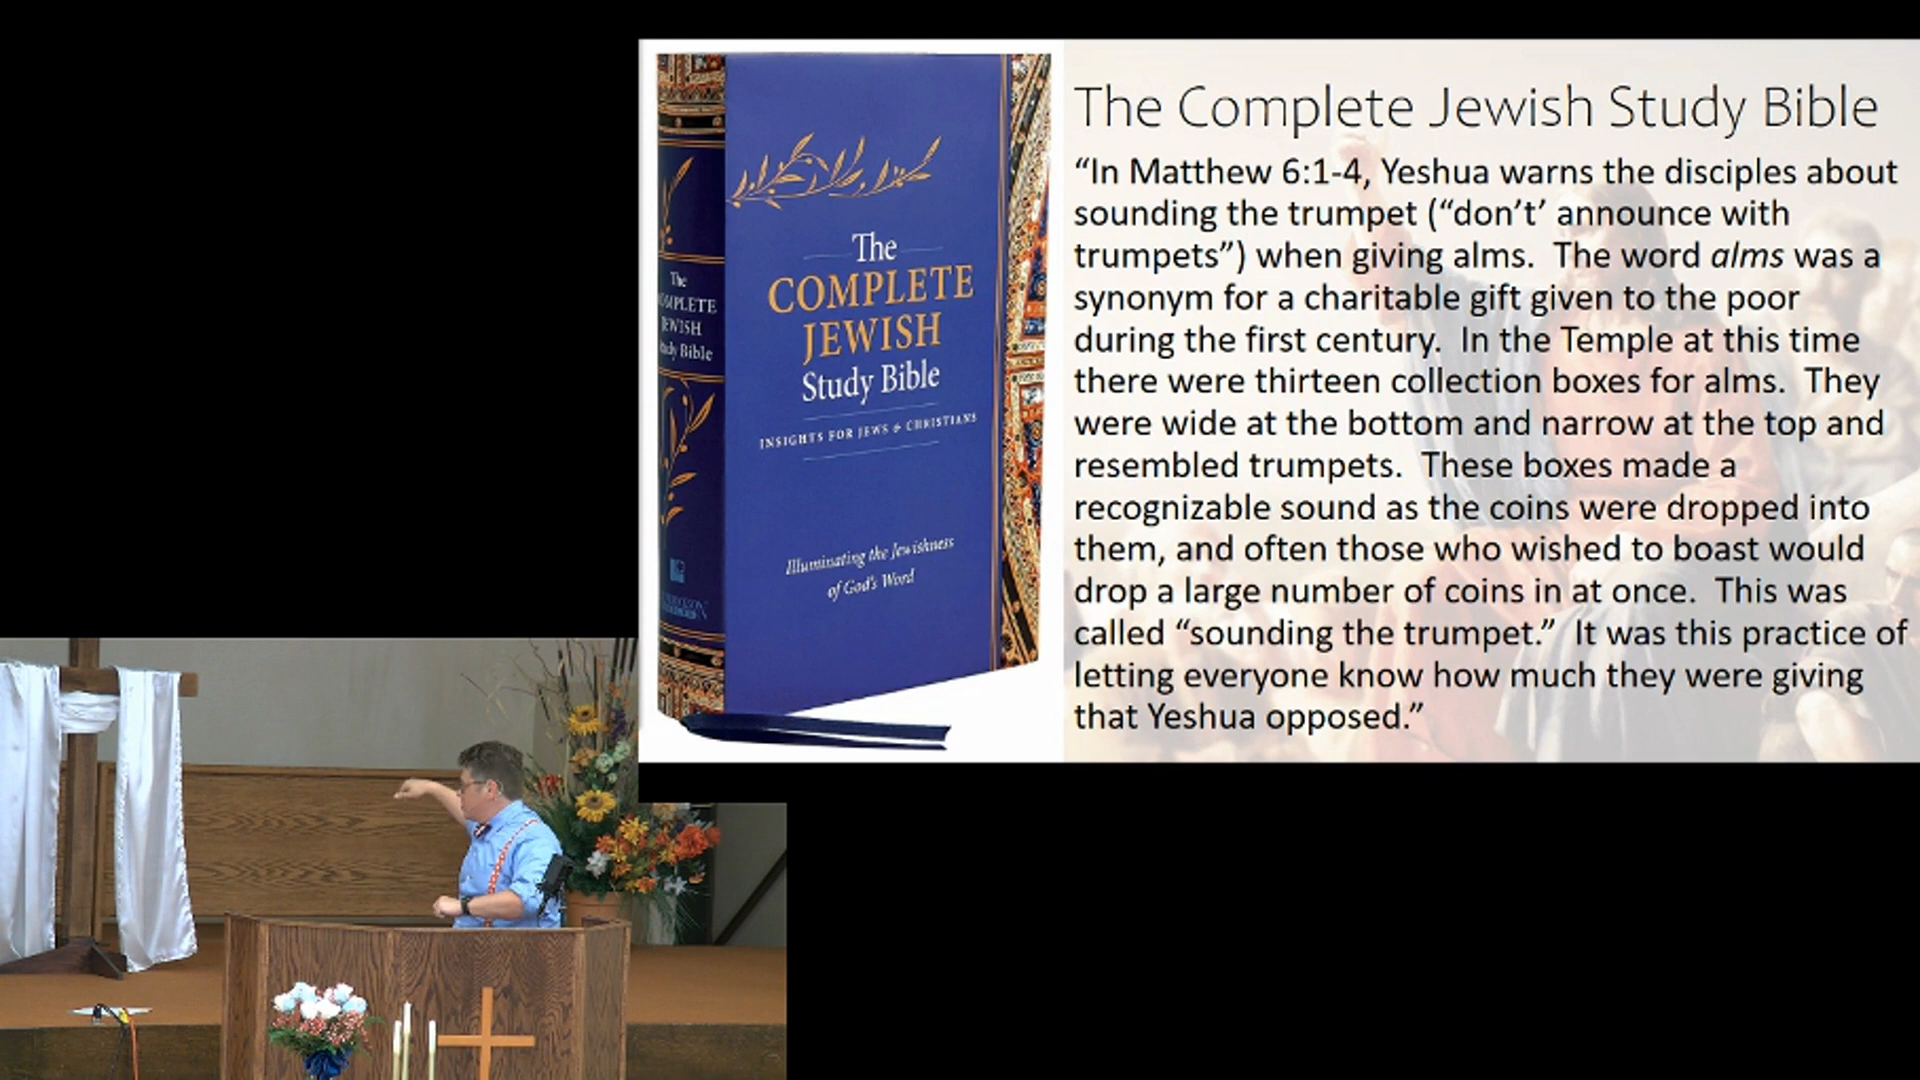 The
COMPLETE
JEWISH
Study Bible
The
COMPLETE
JEWISH
Study Bible
INSIGHTS FOR JEWS & CHRISTIANS
Illuminating the Jewishness
of God's Word
The Complete Jewish Study Bible
“In Matthew 6:1-4, Yeshua warns the disciples about
sounding the trumpet (“don’t’ announce with
trumpets”) when giving alms.  The word alms was a
synonym for a charitable gift given to the poor
during the first century.  In the Temple at this time
there were thirteen collection boxes for alms.  They
were wide at the bottom and narrow at the top and
resembled trumpets.  These boxes made a
recognizable sound as the coins were dropped into
them, and often those who wished to boast would
drop a large number of coins in at once.  This was
called “sounding the trumpet.”  It was this practice of
letting everyone know how much they were giving
that Yeshua opposed.”